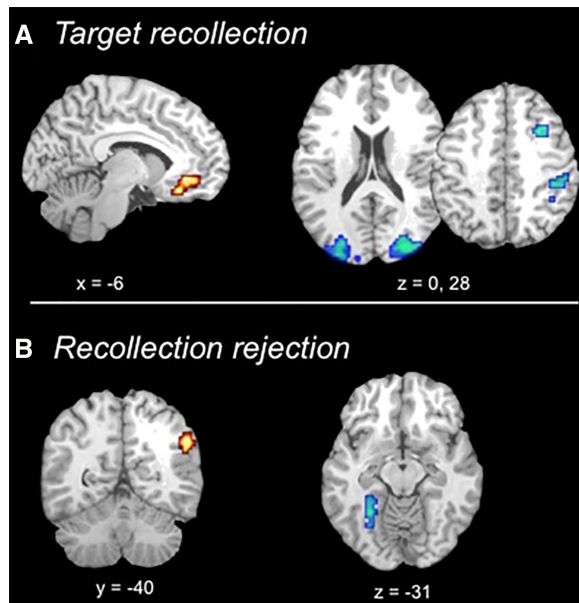 A Target recollection
x = -6
z = 0, 28
B Recollection rejection
y = -40
z = -31